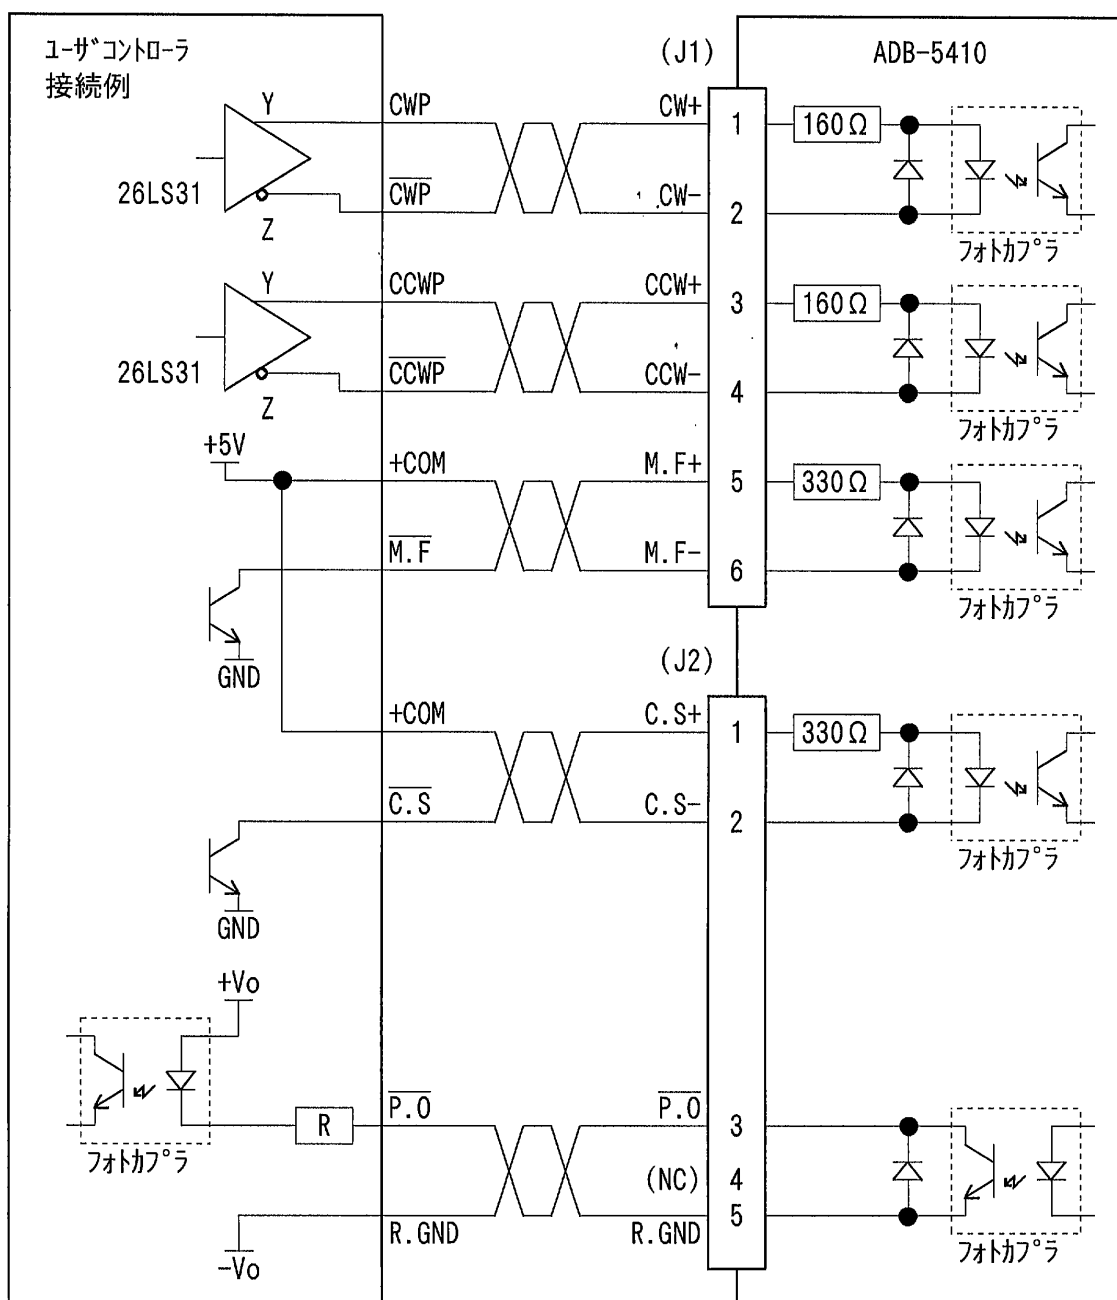 ユーザコントローラ
接続例
(J1)
ADB-5410
Y
CWP
CW+
1
160Ω
26LS31
C̅W̅P̅
CW-
2
Z
フォトカプラ
Y
CCWP
CCW+
3
160Ω
26LS31
C̅C̅W̅P̅
CCW-
4
Z
フォトカプラ
+5V
+COM
M.F+
5
330Ω
M̅.̅F̅
M.F-
6
フォトカプラ
GND
(J2)
+COM
C.S+
1
330Ω
C̅.̅S̅
C.S-
2
フォトカプラ
GND
+Vo
P̅.̅O̅
P̅.̅O̅
3
R
フォトカプラ
(NC)
4
R.GND
R.GND
5
-Vo
フォトカプラ